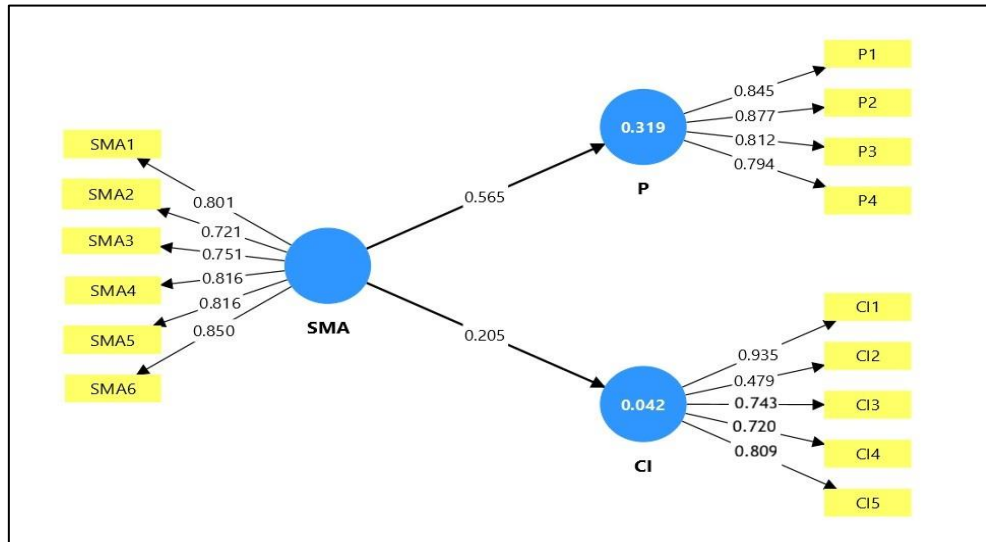 SMA1
SMA2
SMA3
SMA4
SMA5
SMA6
0.801
0.721
0.751
0.816
0.816
0.850
SMA
0.565
0.205
0.319
P
0.845
0.877
0.812
0.794
P1
P2
P3
P4
0.042
CI
0.935
0.479
0.743
0.720
0.809
CI1
CI2
CI3
CI4
CI5